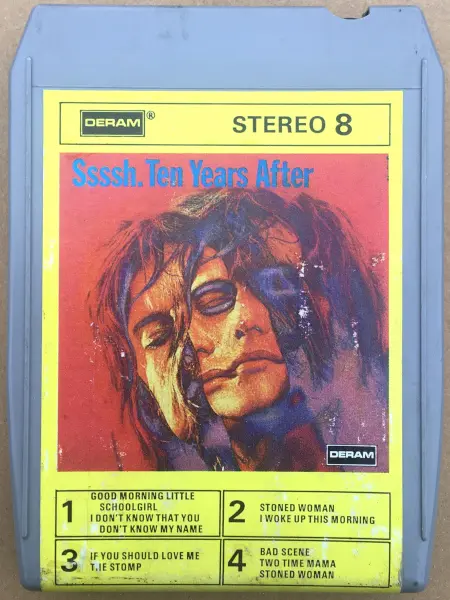 DERAM ®
STEREO 8
Ssssh. Ten Years After
DERAM
1
GOOD MORNING LITTLE
SCHOOLGIRL
I DON'T KNOW THAT YOU
DON'T KNOW MY NAME
2
STONED WOMAN
I WOKE UP THIS MORNING
3
IF YOU SHOULD LOVE ME
THE STOMP
4
BAD SCENE
TWO TIME MAMA
STONED WOMAN